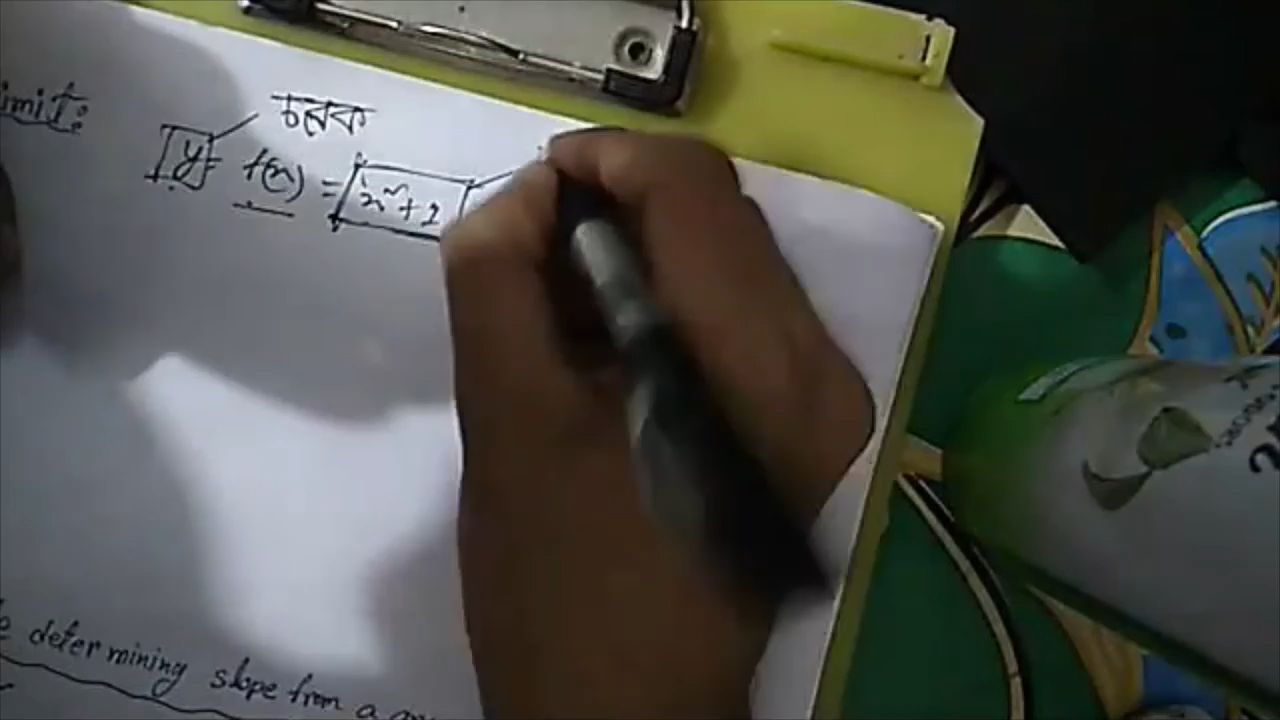 imit:
চলক
y = f(x) = x² + 2
determining slope from a